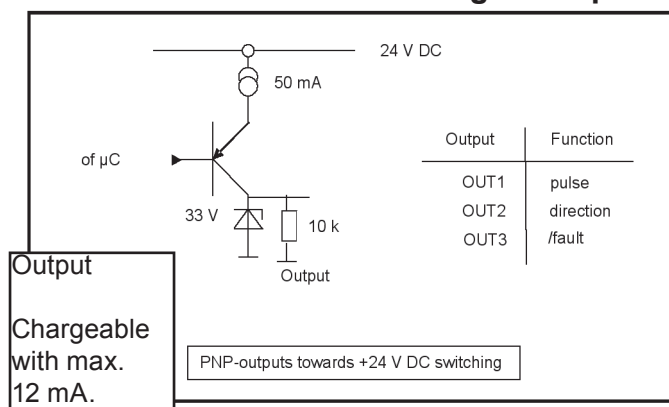 24 V DC
50 mA
of µC
33 V
10 k
Output
Output Function
OUT1 pulse
OUT2 direction
OUT3 /fault
Output
Chargeable
with max.
12 mA.
PNP-outputs towards +24 V DC switching